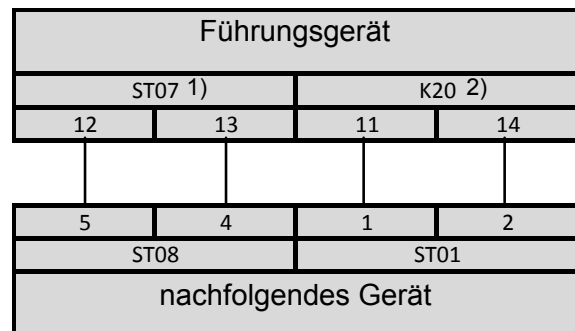 Führungsgerät
ST07 1) K20 2)
12 13 11 14
5 4 1 2
ST08 ST01
nachfolgendes Gerät